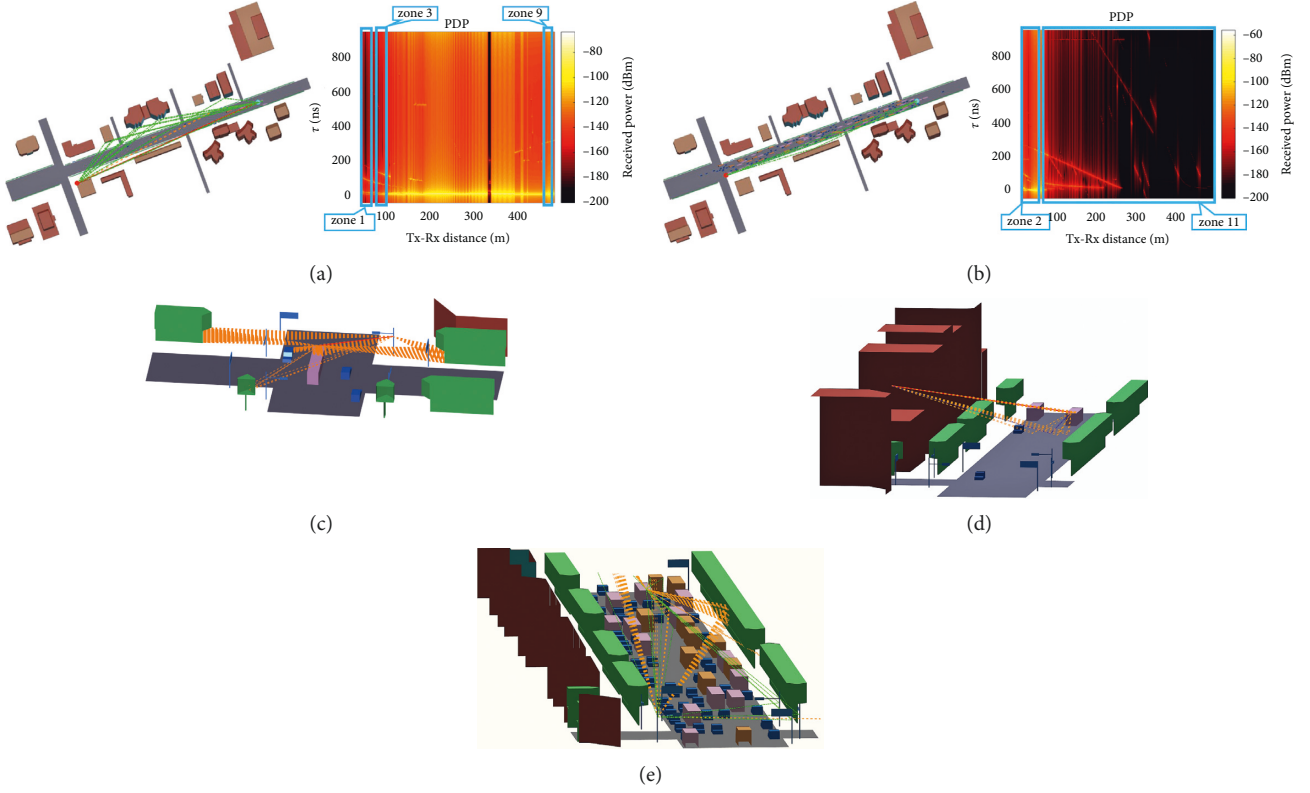 zone 3
PDP
zone 9
800
600
400
200
0
τ (ns)
100
200
300
400
zone 1
Tx-Rx distance (m)
–80
–100
–120
–140
–160
–180
–200
Received power (dBm)
(a)
PDP
800
600
400
200
0
τ (ns)
100
200
300
400
zone 2
zone 11
Tx-Rx distance (m)
–60
–80
–100
–120
–140
–160
–180
–200
Received power (dBm)
(b)
(c)
(d)
(e)